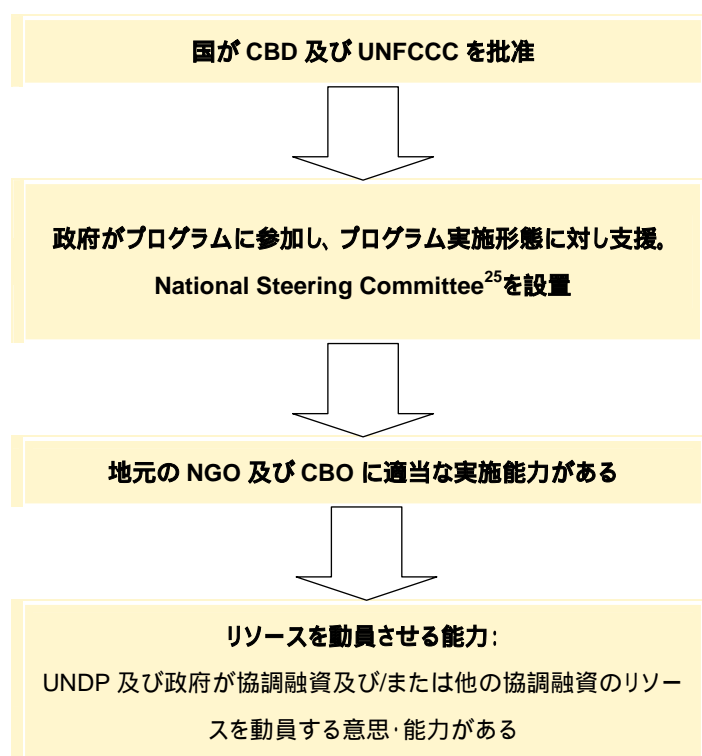 国が CBD 及び UNFCCC を批准
政府がプログラムに参加し、プログラム実施形態に対し支援。
National Steering Committee25を設置
地元の NGO 及び CBO に適当な実施能力がある
リソースを動員させる能力：
UNDP 及び政府が協調融資及び/または他の協調融資のリソー
スを動員する意思・能力がある